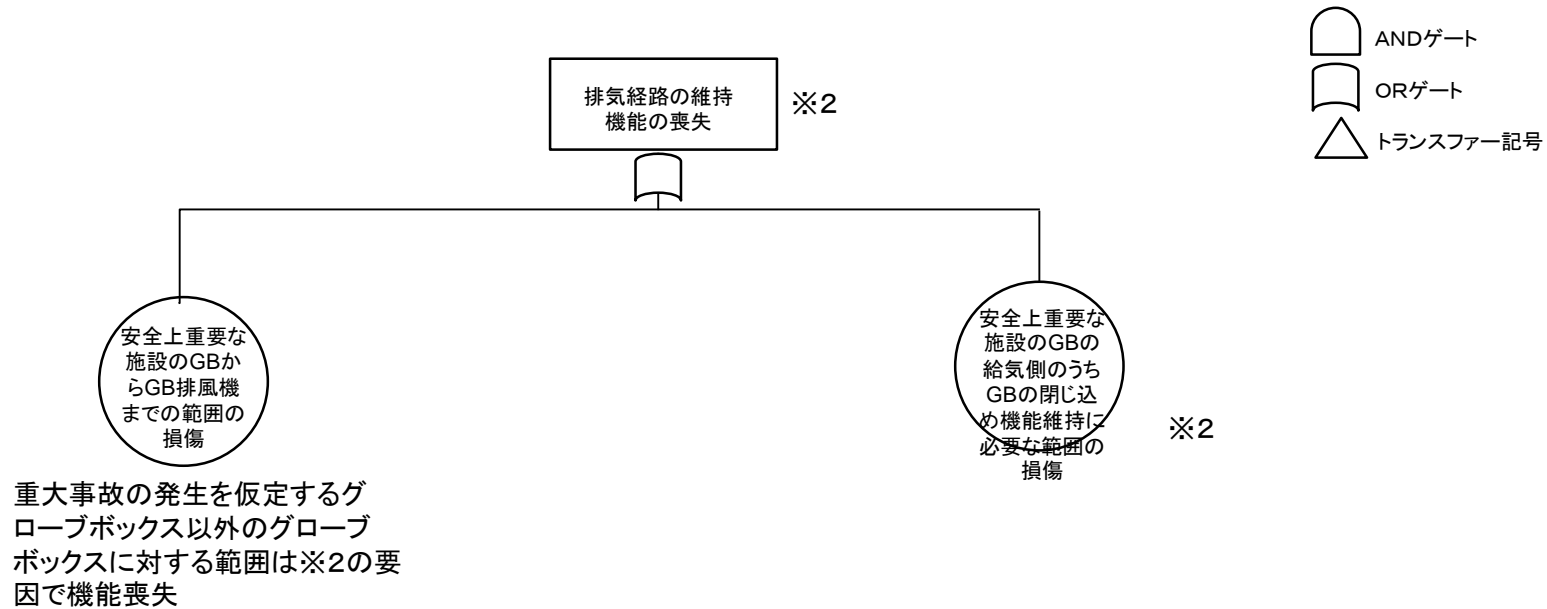 ANDゲート
ORゲート
トランスファー記号
排気経路の維持
機能の喪失
※2
安全上重要な
施設のGBか
らGB排風機
までの範囲の
損傷
安全上重要な
施設のGBの
給気側のうち
GBの閉じ込
め機能維持に
必要な範囲の
損傷
※2
重大事故の発生を仮定するグ
ローブボックス以外のグローブ
ボックスに対する範囲は※2の要
因で機能喪失